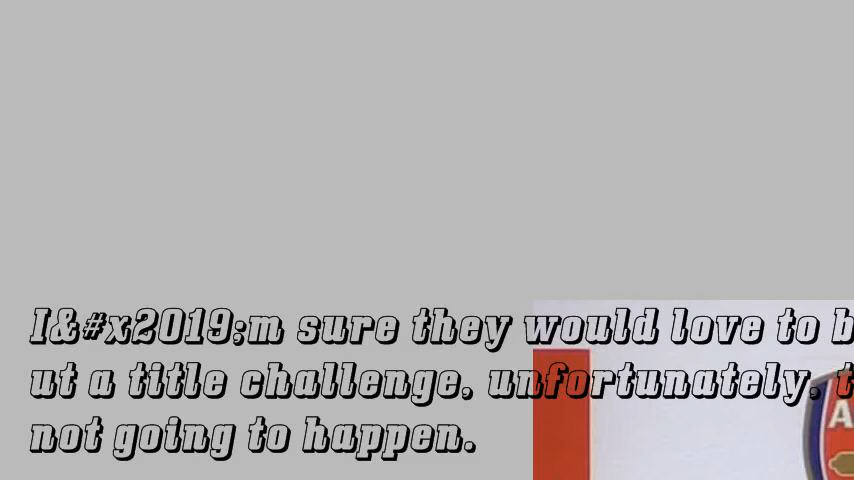 I&#x2019;m sure they would love to b
ut a title challenge, unfortunately, t
not going to happen.
A